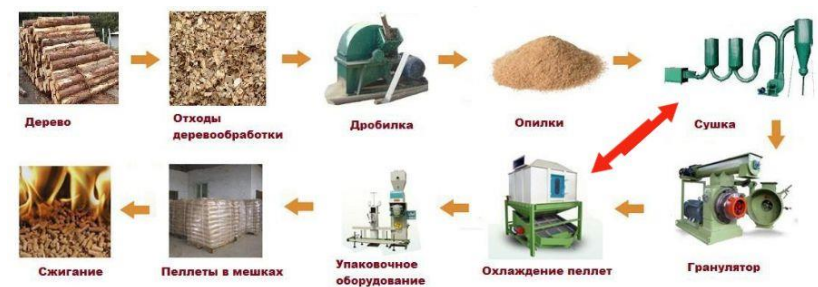 Дерево
Отходы
деревообработки
Дробилка
Опилки
Сушка
Сжигание
Пеллеты в мешках
Упаковочное
оборудование
Охлаждение пеллет
Гранулятор